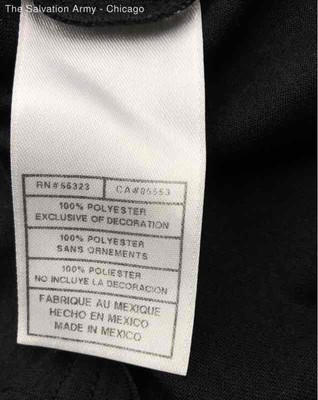 The Salvation Army - Chicago
RN#56323 CA#05553
100% POLYESTER
EXCLUSIVE OF DECORATION
100% POLYESTER
SANS ORNEMENTS
100% POLIESTER
NO INCLUYE LA DECORACION
FABRIQUE AU MEXIQUE
HECHO EN MEXICO
MADE IN MEXICO